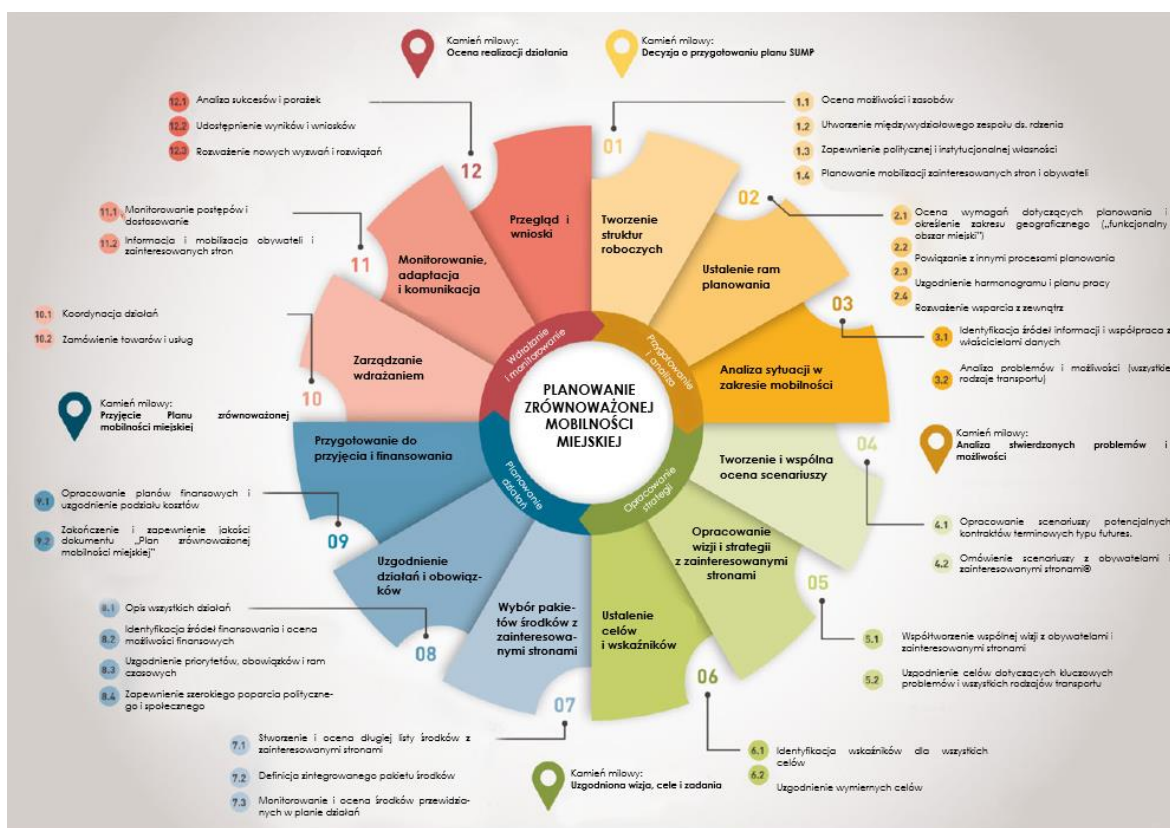 Kamień milowy:
Ocena realizacji działania
Kamień milowy:
Decyzja o przygotowaniu planu SUMP
12.1 Analiza sukcesów i porażek
12.2 Udostępnienie wyników i wniosków
12.3 Rozważenie nowych wyzwań i rozwiązań
1.1 Ocena możliwości i zasobów
1.2 Utworzenie międzywydziałowego zespołu ds. rdzenia
1.3 Zapewnienie politycznej i instytucjonalnej własności
1.4 Planowanie mobilizacji zainteresowanych stron i obywateli
12
01
Przegląd i
wnioski
Tworzenie
struktur
roboczych
02
2.1 Ocena wymagań dotyczących planowania i
określenie zakresu geograficznego („funkcjonalny
obszar miejski")
2.2
Powiązanie z innymi procesami planowania
2.3
Uzgodnienie harmonogramu i planu pracy
2.4
Rozważenie wsparcia z zewnątrz
11.1 Monitorowanie postępów i
dostosowanie
11.2 Informacja i mobilizacja obywateli i
zainteresowanych stron
11
Monitorowanie,
adaptacja
i komunikacja
Ustalenie ram
planowania
03
3.1 Identyfikacja źródeł informacji i współpraca z
właścicielami danych
3.2 Analiza problemów i możliwości (wszystkie
rodzaje transportu)
10.1 Koordynacja działań
10.2 Zamówienie towarów i usług
10
Zarządzanie
wdrażaniem
Analiza sytuacji w
zakresie mobilności
Wdrażanie
i monitorowanie
Przygotowanie
i analiza
PLANOWANIE
ZRÓWNOWAŻONEJ
MOBILNOŚCI
MIEJSKIEJ
Planowanie
działań
Opracowanie
strategii
Kamień milowy:
Przyjęcie Planu zrównoważonej
mobilności miejskiej
Kamień milowy:
Analiza stwierdzonych problemów i
możliwości
Przygotowanie do
przyjęcia i finansowania
Tworzenie i wspólna
ocena scenariuszy
04
9.1 Opracowanie planów finansowych i
uzgodnienie podziału kosztów
9.2 Zakończenie i zapewnienie jakości
dokumentu „Plan zrównoważonej
mobilności miejskiej"
09
4.1 Opracowanie scenariuszy potencjalnych
kontraktów terminowych typu futures.
4.2 Omówienie scenariuszy z obywatelami i
zainteresowanymi stronami®
Uzgodnienie
działań i obowiąz-
ków
Opracowanie
wizji i strategii
z zainteresowanymi
stronami
05
8.1 Opis wszystkich działań
8.2 Identyfikacja źródeł finansowania i ocena
możliwości finansowych
8.3 Uzgodnienie priorytetów, obowiązków i ram
czasowych
8.4 Zapewnienie szerokiego poparcia polityczne-
go i społecznego
08
Wybór pakie-
tów środków z
zainteresowa-
nymi stronami
Ustalenie
celów
i wskaźników
5.1 Współtworzenie wspólnej wizji z obywatelami i
zainteresowanymi stronami
5.2 Uzgodnienie celów dotyczących kluczowych
problemów i wszystkich rodzajów transportu
07
06
7.1 Stworzenie i ocena długiej listy środków z
zainteresowanymi stronami
7.2 Definicja zintegrowanego pakietu środków
7.3 Monitorowanie i ocena środków przewidzia-
nych w planie działań
Kamień milowy:
Uzgodniona wizja, cele i zadania
6.1 Identyfikacja wskaźników dla wszystkich
celów
6.2
Uzgodnienie wymiernych celów